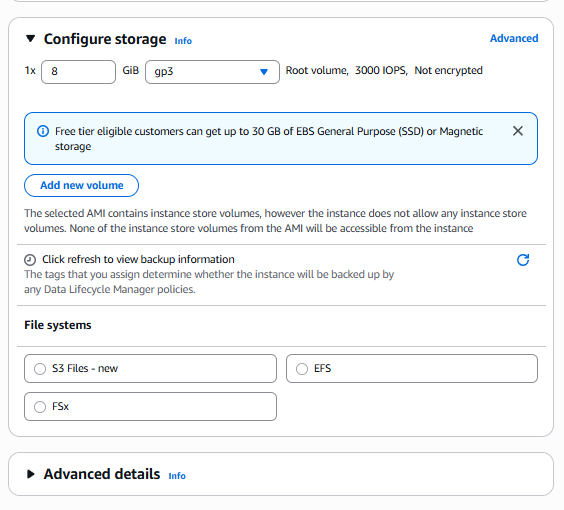 Configure storage Info Advanced
1x 8 GiB gp3 Root volume, 3000 IOPS, Not encrypted
Free tier eligible customers can get up to 30 GB of EBS General Purpose (SSD) or Magnetic
storage
Add new volume
The selected AMI contains instance store volumes, however the instance does not allow any instance store
volumes. None of the instance store volumes from the AMI will be accessible from the instance
Click refresh to view backup information
The tags that you assign determine whether the instance will be backed up by
any Data Lifecycle Manager policies.
File systems
S3 Files - new EFS
FSx
Advanced details Info